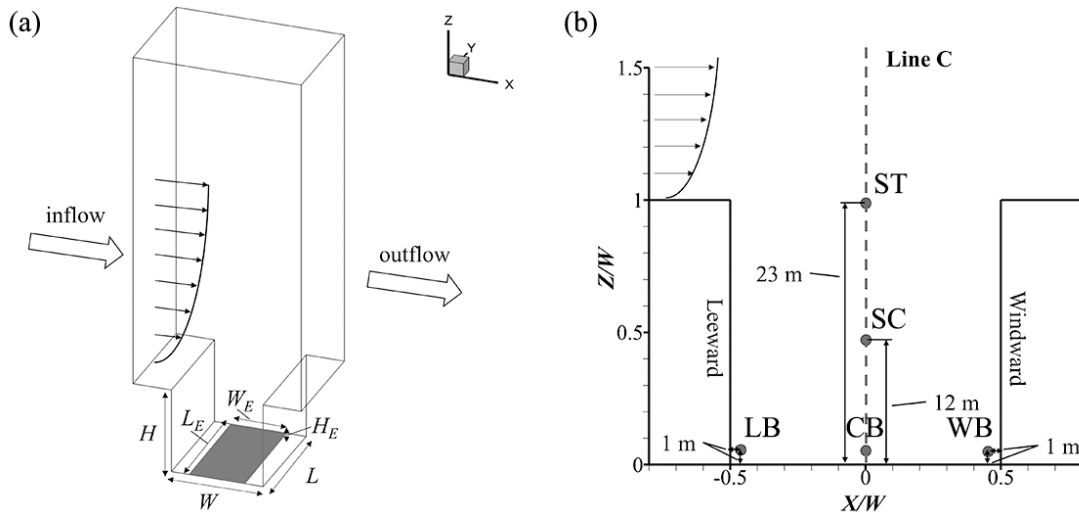 (a)
Z
Y
X
inflow
outflow
W_E
L_E
H_E
H
L
W
(b)
Line C
1.5
ST
1
23 m
Z/W
Leeward
Windward
SC
0.5
12 m
LB
CB
WB
1 m
1 m
0
-0.5
0
0.5
X/W